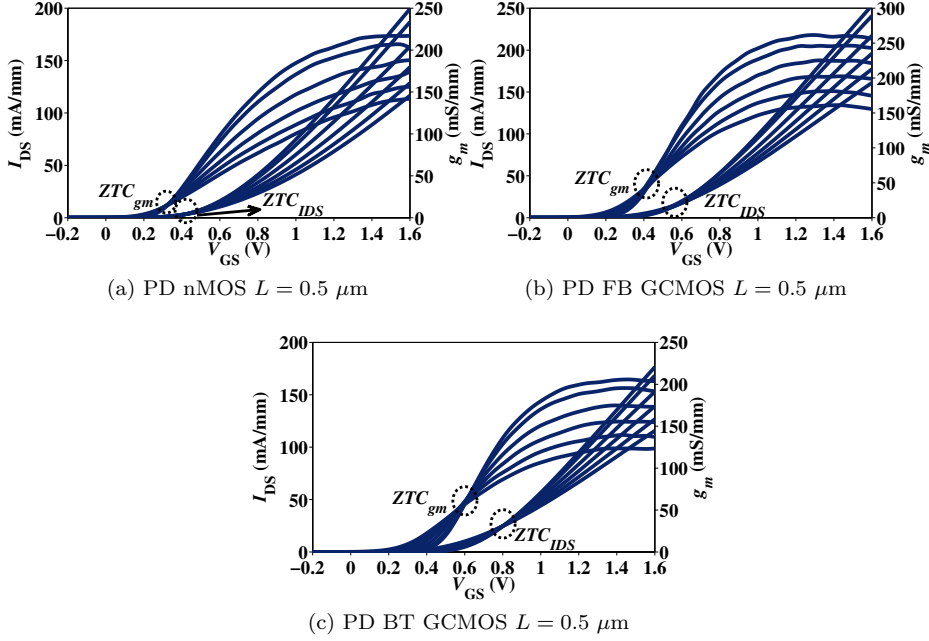 200 250
150 200
150
100
100
50 50
0 0
I_DS (mA/mm)
g_m (mS/mm)
ZTC_gm
ZTC_IDS
−0.2 0 0.2 0.4 0.6 0.8 1 1.2 1.4 1.6
V_GS (V)
(a) PD nMOS L = 0.5 μm
300 300
250 250
200 200
150 150
100 100
50 50
0 0
I_DS (mA/mm)
g_m (mS/mm)
ZTC_gm
ZTC_IDS
−0.2 0 0.2 0.4 0.6 0.8 1 1.2 1.4 1.6
V_GS (V)
(b) PD FB GCMOS L = 0.5 μm
200 250
150 200
150
100
100
50 50
0 0
I_DS (mA/mm)
g_m (mS/mm)
ZTC_gm
ZTC_IDS
−0.2 0 0.2 0.4 0.6 0.8 1 1.2 1.4 1.6
V_GS (V)
(c) PD BT GCMOS L = 0.5 μm